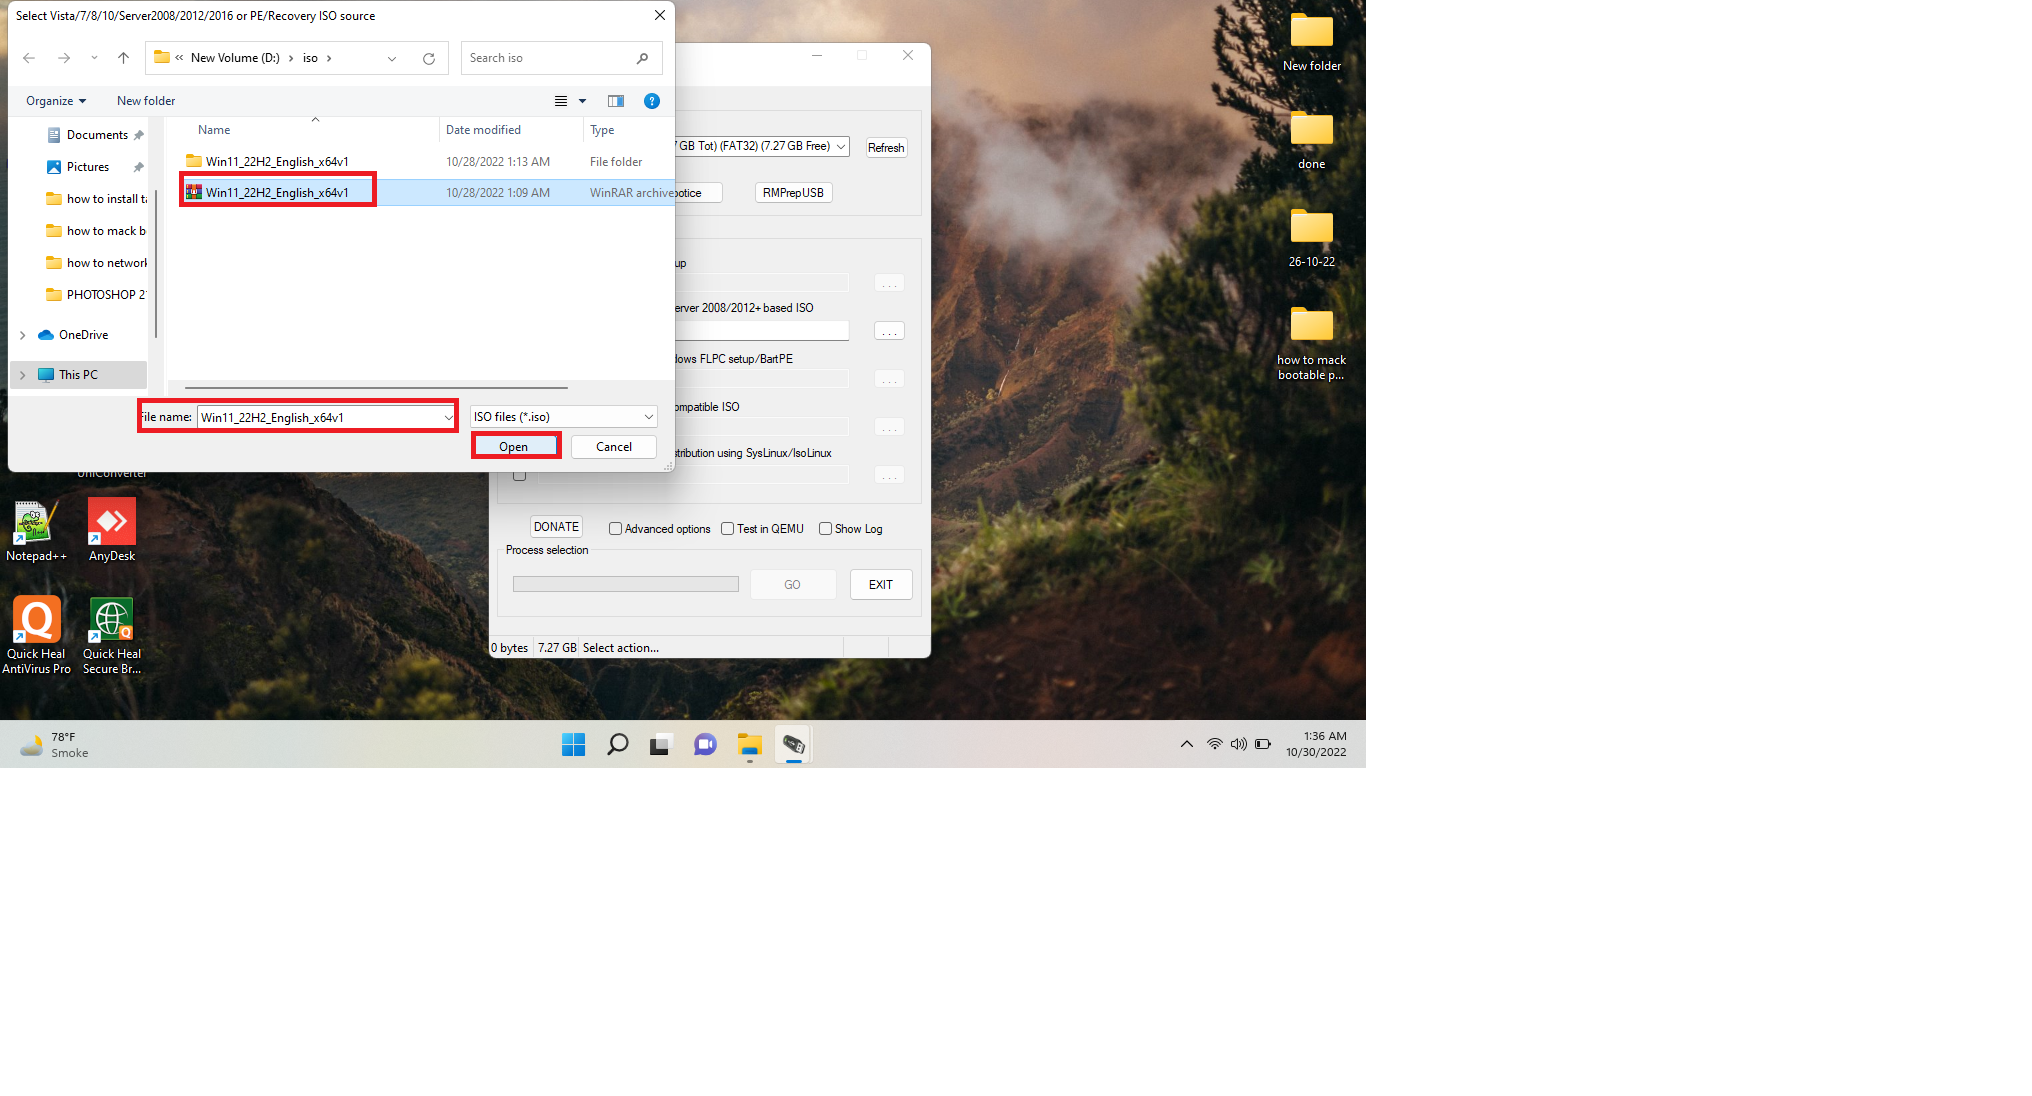 Select Vista/7/8/10/Server2008/2012/2016 or PE/Recovery ISO source
« New Volume (D:) › iso ›
Search iso
Organize
New folder
Name
Date modified
Type
Documents
Pictures
how to install ta
how to mack b
how to network
PHOTOSHOP 21
OneDrive
This PC
Win11_22H2_English_x64v1 10/28/2022 1:13 AM File folder
Win11_22H2_English_x64v1 10/28/2022 1:09 AM WinRAR archive
File name: Win11_22H2_English_x64v1
ISO files (*.iso)
Open
Cancel
GB Tot) (FAT32) (7.27 GB Free)
Refresh
otice
RMPrepUSB
up
...
erver 2008/2012+ based ISO
...
dows FLPC setup/BartPE
...
ompatible ISO
...
stribution using SysLinux/IsoLinux
...
DONATE
Advanced options
Test in QEMU
Show Log
Process selection
GO
EXIT
0 bytes
7.27 GB
Select action...
New folder
done
26-10-22
how to mack
bootable p...
UniConverter
Notepad++
AnyDesk
Quick Heal
AntiVirus Pro
Quick Heal
Secure Br...
78°F
Smoke
1:36 AM
10/30/2022